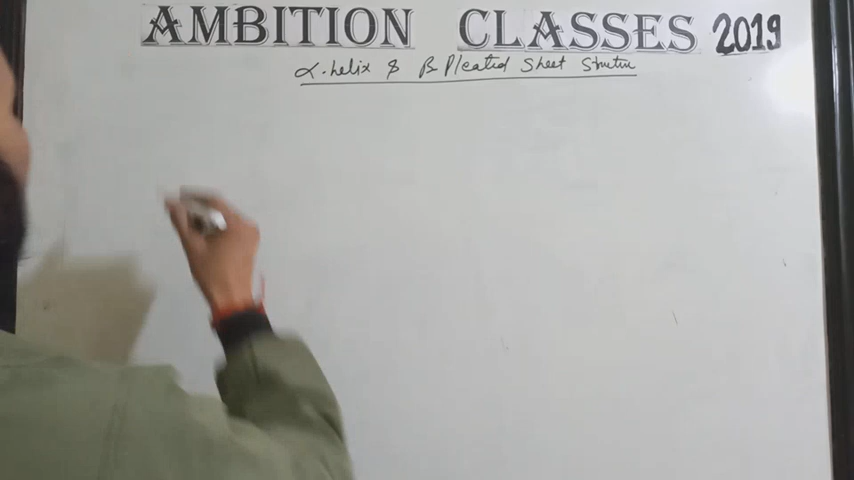 AMBITION CLASSES 2019
α-helix & β-Pleated Sheet Structure